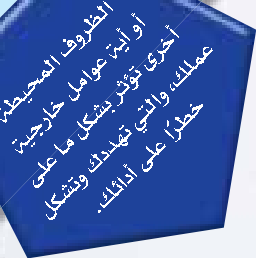 الظروف المحيطة
أو أية عوامل خارجية
أخرى تؤثر بشكل ما على
عملك، والتي تهددك وتشكل
خطرًا على أدائك.